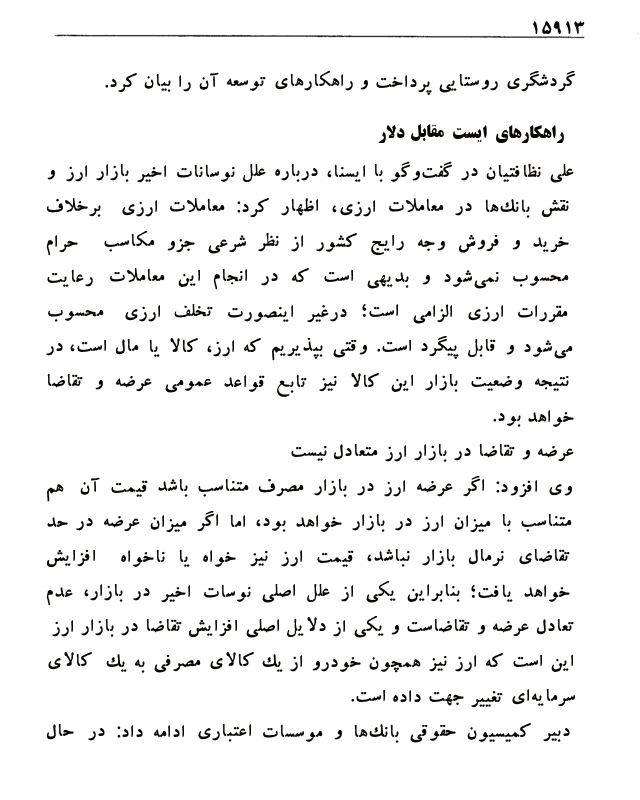 ۱۵۹۱۳
گردشگری روستایی پرداخت و راهکارهای توسعه آن را بیان کرد.
راهکارهای ایست مقابل دلار
علی نظافتیان در گفت‌وگو با ایسنا، درباره علل نوسانات اخیر بازار ارز و
نقش بانك‌ها در معاملات ارزی، اظهار کرد: معاملات ارزی برخلاف
خرید و فروش وجه رایج کشور از نظر شرعی جزو مکاسب حرام
محسوب نمی‌شود و بدیهی است که در انجام این معاملات رعایت
مقررات ارزی الزامی است؛ درغیر اینصورت تخلف ارزی محسوب
می‌شود و قابل پیگرد است. وقتی بپذیریم که ارز، کالا یا مال است، در
نتیجه وضعیت بازار این کالا نیز تابع قواعد عمومی عرضه و تقاضا
خواهد بود.
عرضه و تقاضا در بازار ارز متعادل نیست
وی افزود: اگر عرضه ارز در بازار مصرف متناسب باشد قیمت آن هم
متناسب با میزان ارز در بازار خواهد بود، اما اگر میزان عرضه در حد
تقاضای نرمال بازار نباشد، قیمت ارز نیز خواه یا ناخواه افزایش
خواهد یافت؛ بنابراین یکی از علل اصلی نوسات اخیر در بازار، عدم
تعادل عرضه و تقاضاست و یکی از دلایل اصلی افزایش تقاضا در بازار ارز
این است که ارز نیز همچون خودرو از یك کالای مصرفی به یك کالای
سرمایه‌ای تغییر جهت داده است.
دبیر کمیسیون حقوقی بانك‌ها و موسسات اعتباری ادامه داد: در حال